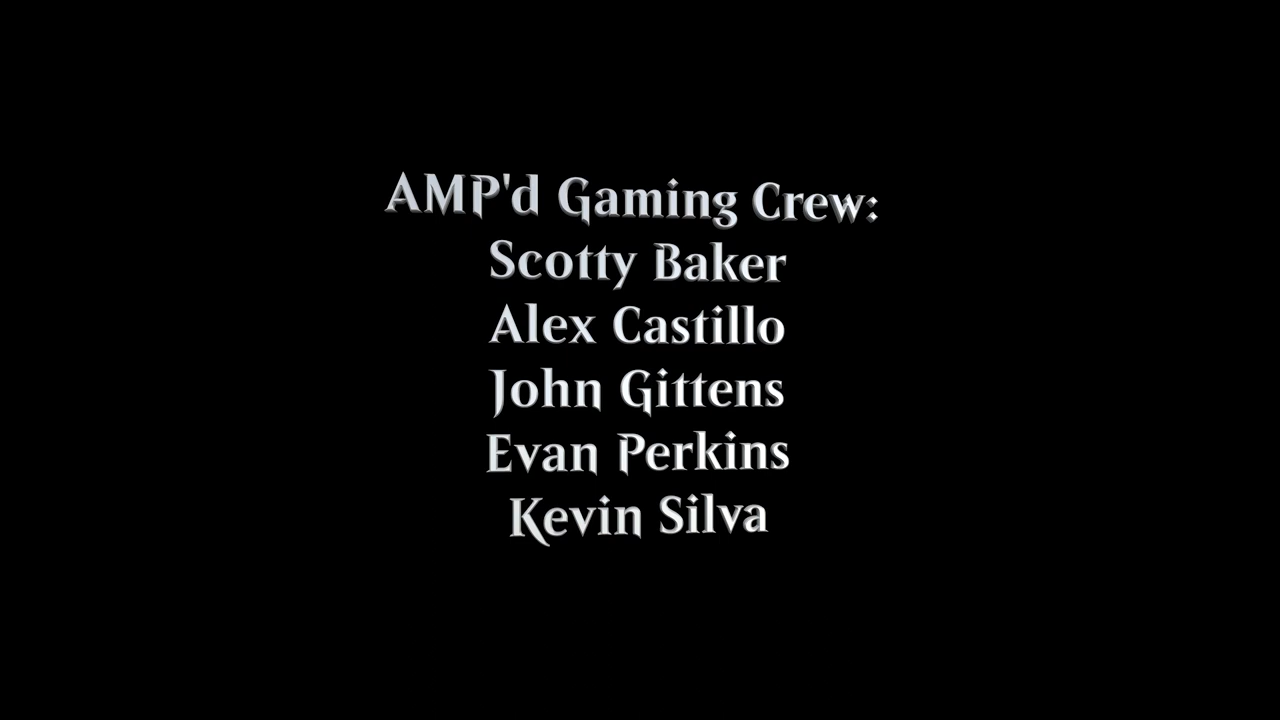 AMP'd Gaming Crew:
Scotty Baker
Alex Castillo
John Gittens
Evan Perkins
Kevin Silva